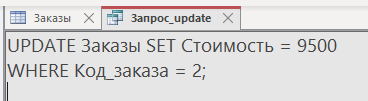 Заказы Запрос_update
UPDATE Заказы SET Стоимость = 9500
WHERE Код_заказа = 2;